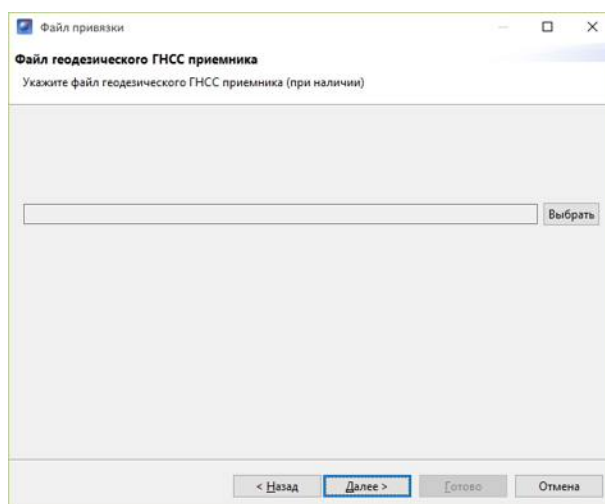 Файл привязки
Файл геодезического ГНСС приемника
Укажите файл геодезического ГНСС приемника (при наличии)
Выбрать
< Назад
Далее >
Готово
Отмена